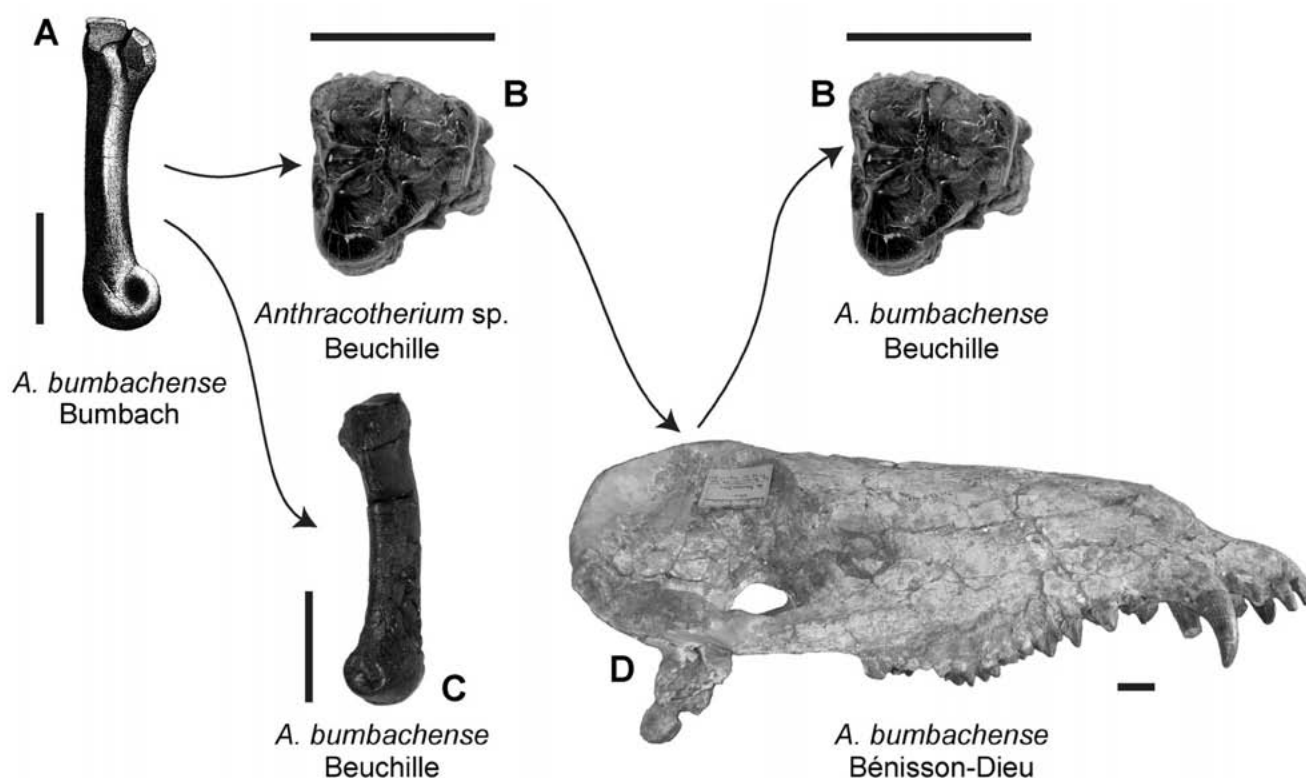 A
B
B
Anthracotherium sp.
Beuchille
A. bumbachense
Beuchille
A. bumbachense
Bumbach
C
D
A. bumbachense
Beuchille
A. bumbachense
Bénisson-Dieu